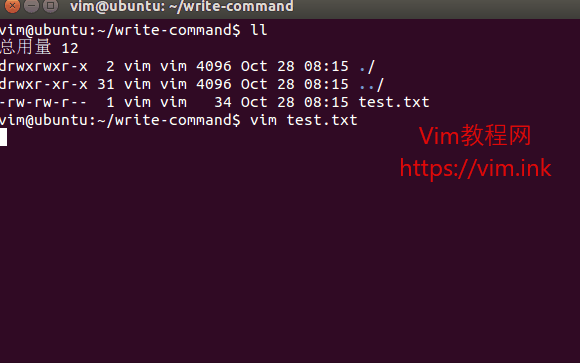 vim@ubuntu: ~/write-command
vim@ubuntu:~/write-command$ ll
总用量 12
drwxrwxr-x  2 vim vim 4096 Oct 28 08:15 ./
drwxr-xr-x 31 vim vim 4096 Oct 28 08:15 ../
-rw-rw-r--  1 vim vim   34 Oct 28 08:15 test.txt
vim@ubuntu:~/write-command$ vim test.txt
Vim教程网
https://vim.ink